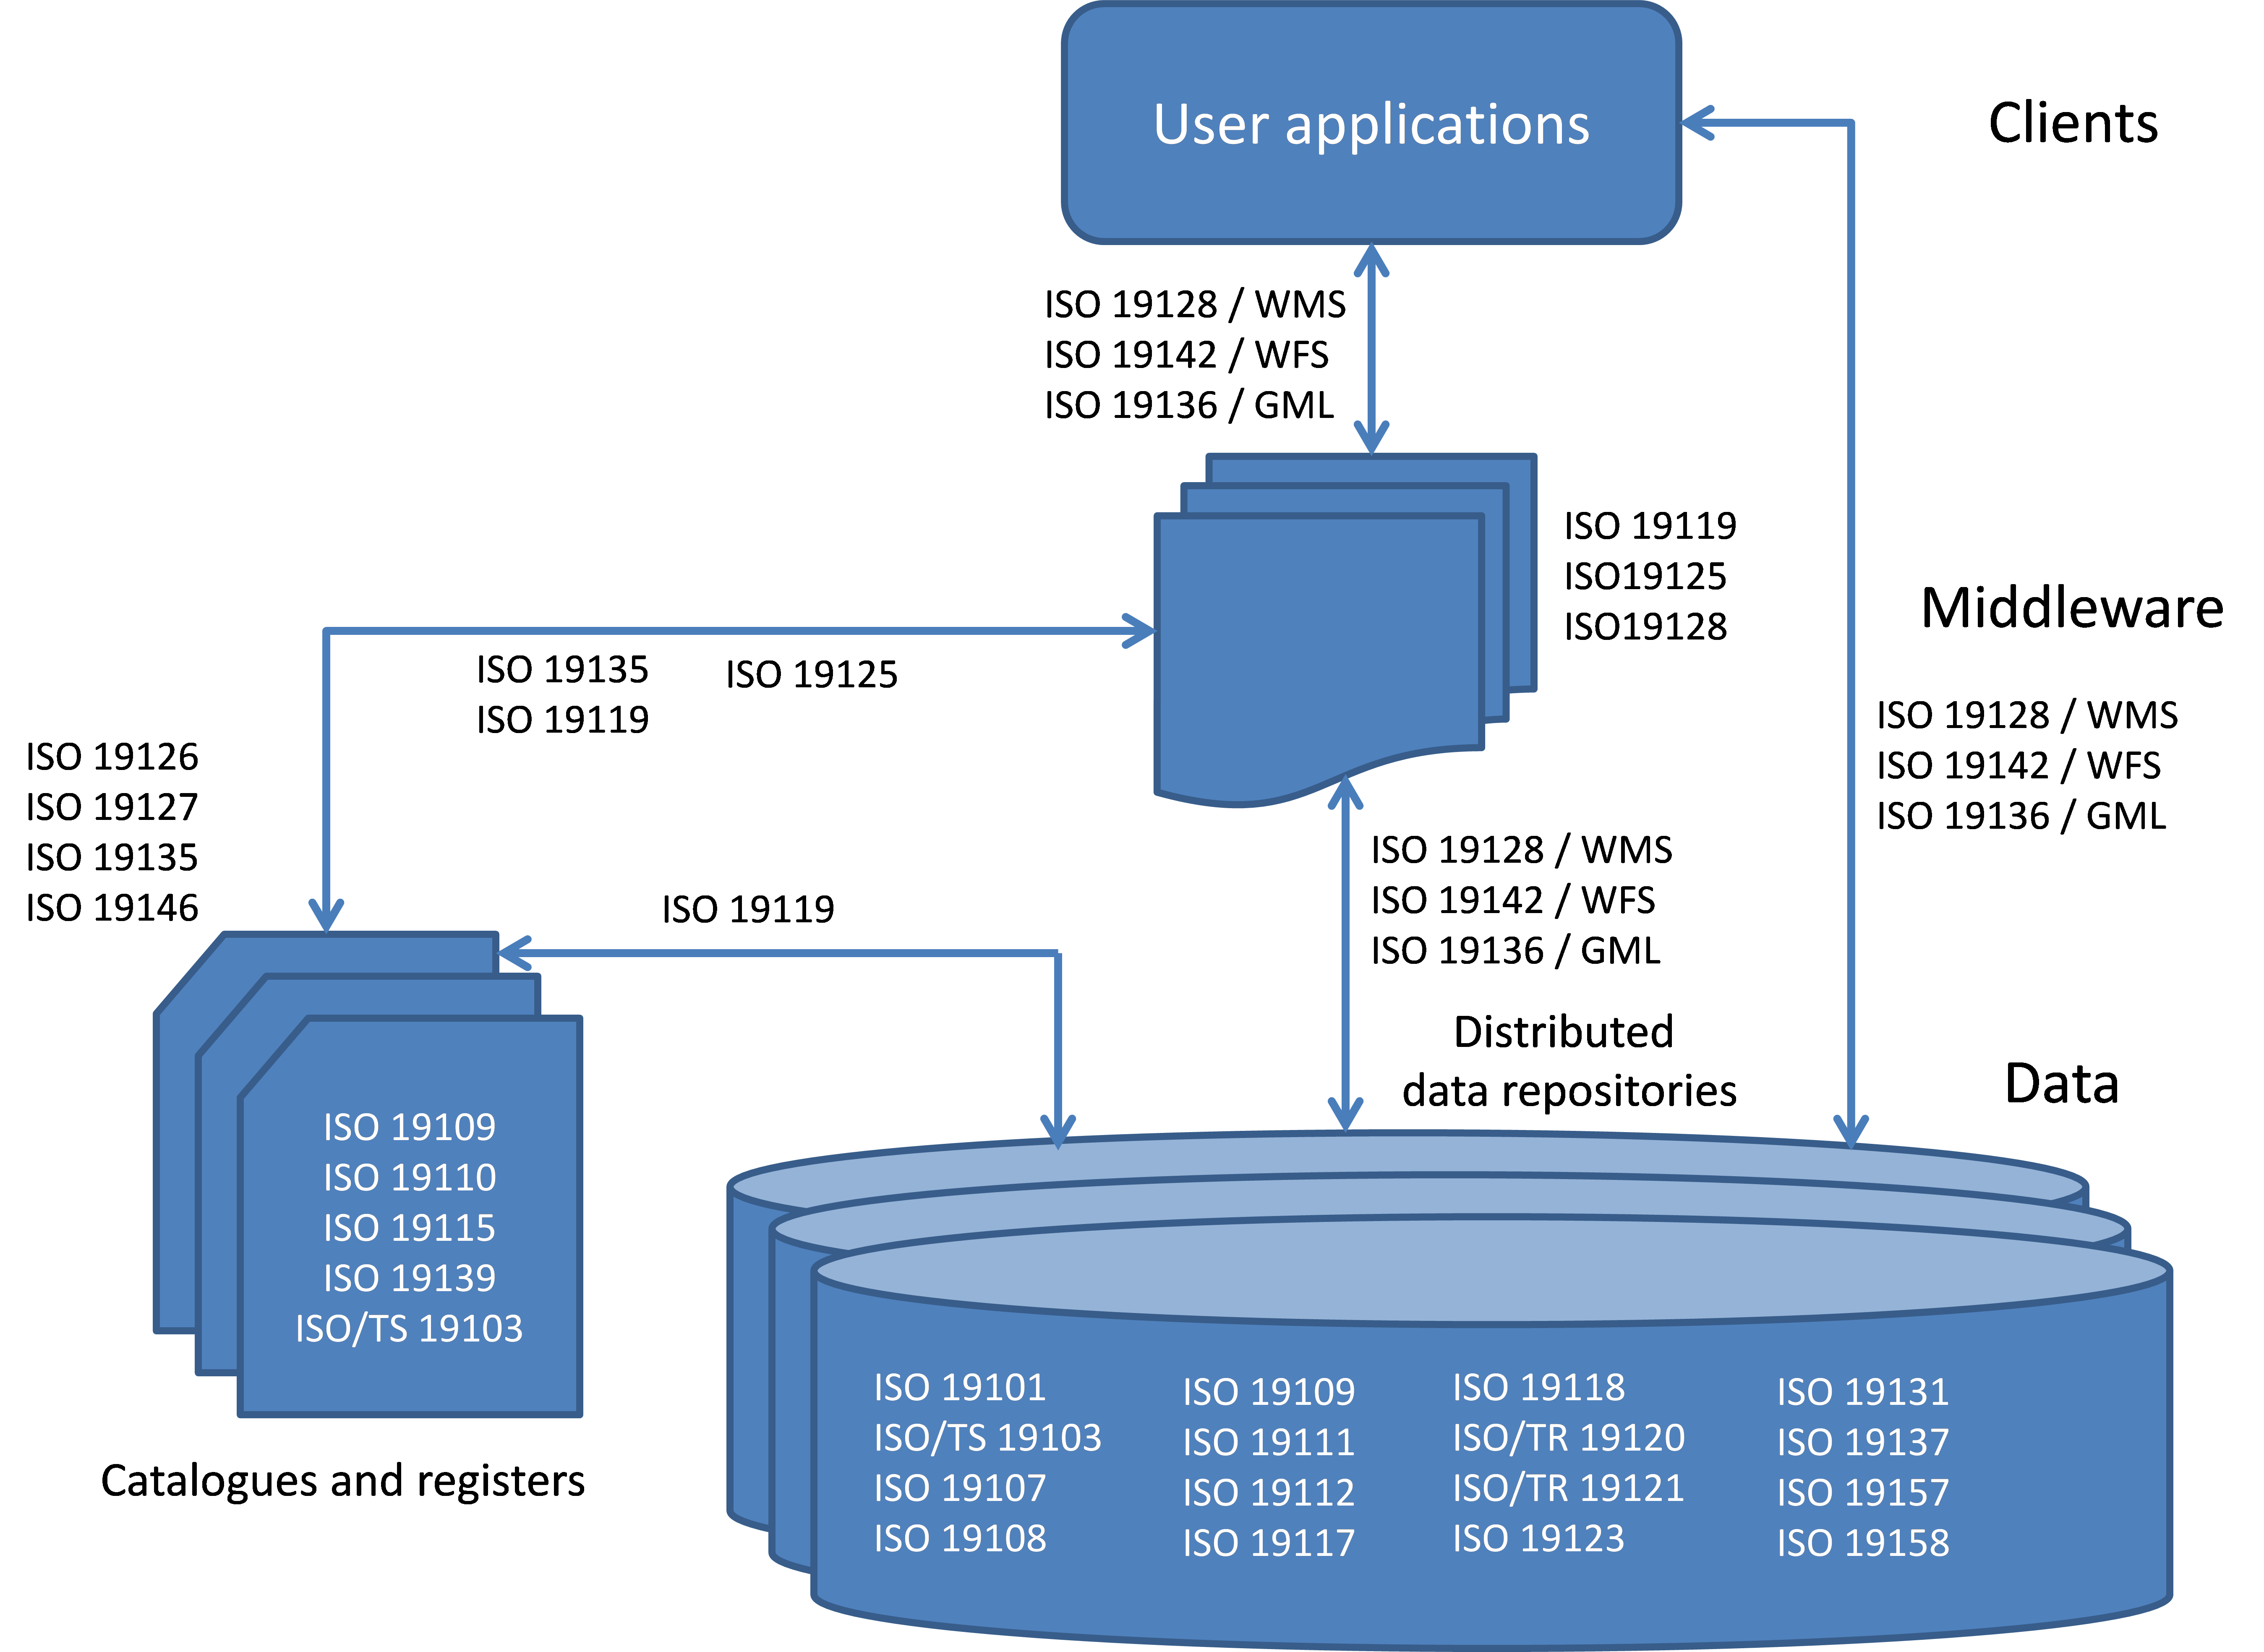 User applications
Clients
ISO 19128 / WMS
ISO 19142 / WFS
ISO 19136 / GML
ISO 19119
ISO19125
ISO19128
Middleware
ISO 19135
ISO 19119
ISO 19125
ISO 19128 / WMS
ISO 19142 / WFS
ISO 19136 / GML
ISO 19126
ISO 19127
ISO 19135
ISO 19146
ISO 19119
ISO 19128 / WMS
ISO 19142 / WFS
ISO 19136 / GML
Distributed
data repositories
Data
ISO 19109
ISO 19110
ISO 19115
ISO 19139
ISO/TS 19103
Catalogues and registers
ISO 19101
ISO/TS 19103
ISO 19107
ISO 19108
ISO 19109
ISO 19111
ISO 19112
ISO 19117
ISO 19118
ISO/TR 19120
ISO/TR 19121
ISO 19123
ISO 19131
ISO 19137
ISO 19157
ISO 19158